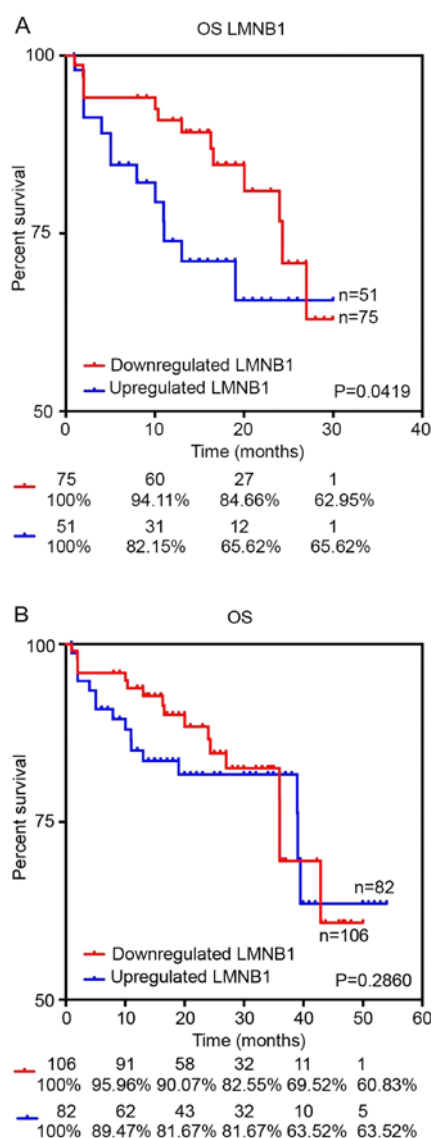 A
OS LMNB1
100
75
50
Percent survival
n=51
n=75
Downregulated LMNB1
Upregulated LMNB1
P=0.0419
0 10 20 30 40
Time (months)
75 60 27 1
100% 94.11% 84.66% 62.95%
51 31 12 1
100% 82.15% 65.62% 65.62%
B
OS
100
75
50
Percent survival
n=82
n=106
Downregulated LMNB1
Upregulated LMNB1
P=0.2860
0 10 20 30 40 50 60
Time (months)
106 91 58 32 11 1
100% 95.96% 90.07% 82.55% 69.52% 60.83%
82 62 43 32 10 5
100% 89.47% 81.67% 81.67% 63.52% 63.52%